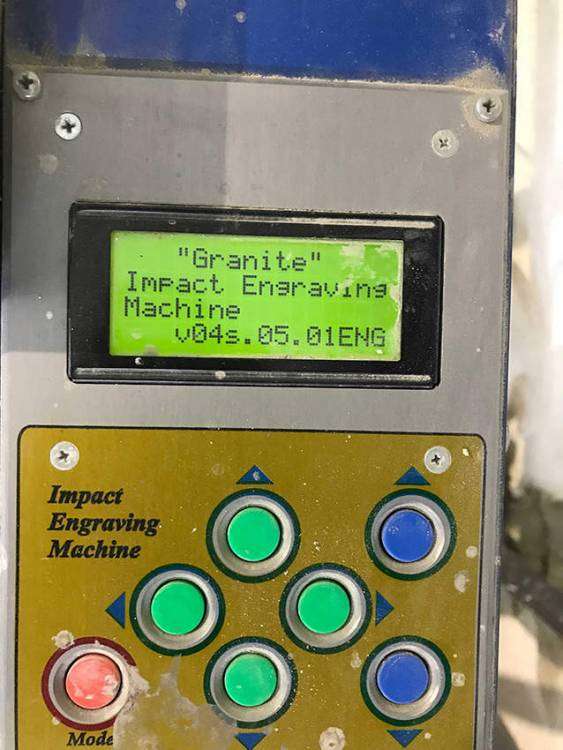 "Granite"
Impact Engraving
Machine
v04s.05.01ENG
Impact
Engraving
Machine
Mode